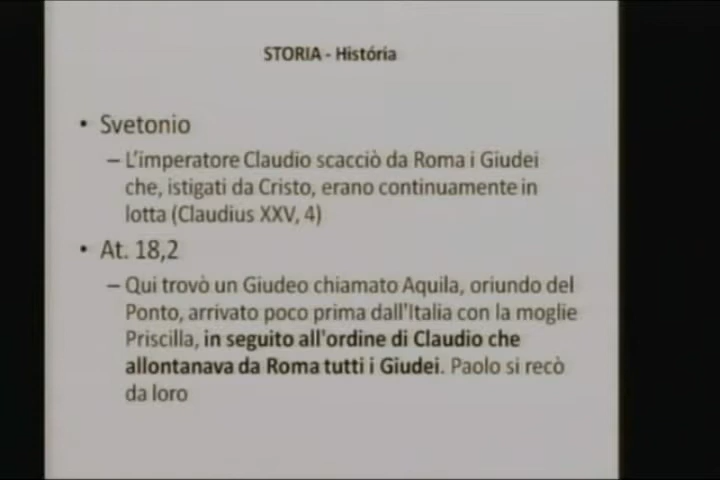 STORIA - História
• Svetonio
– L'imperatore Claudio scacciò da Roma i Giudei
che, istigati da Cristo, erano continuamente in
lotta (Claudius XXV, 4)
• At. 18,2
– Qui trovò un Giudeo chiamato Aquila, oriundo del
Ponto, arrivato poco prima dall'Italia con la moglie
Priscilla, in seguito all'ordine di Claudio che
allontanava da Roma tutti i Giudei. Paolo si recò
da loro